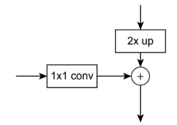 2x up
1x1 conv
+